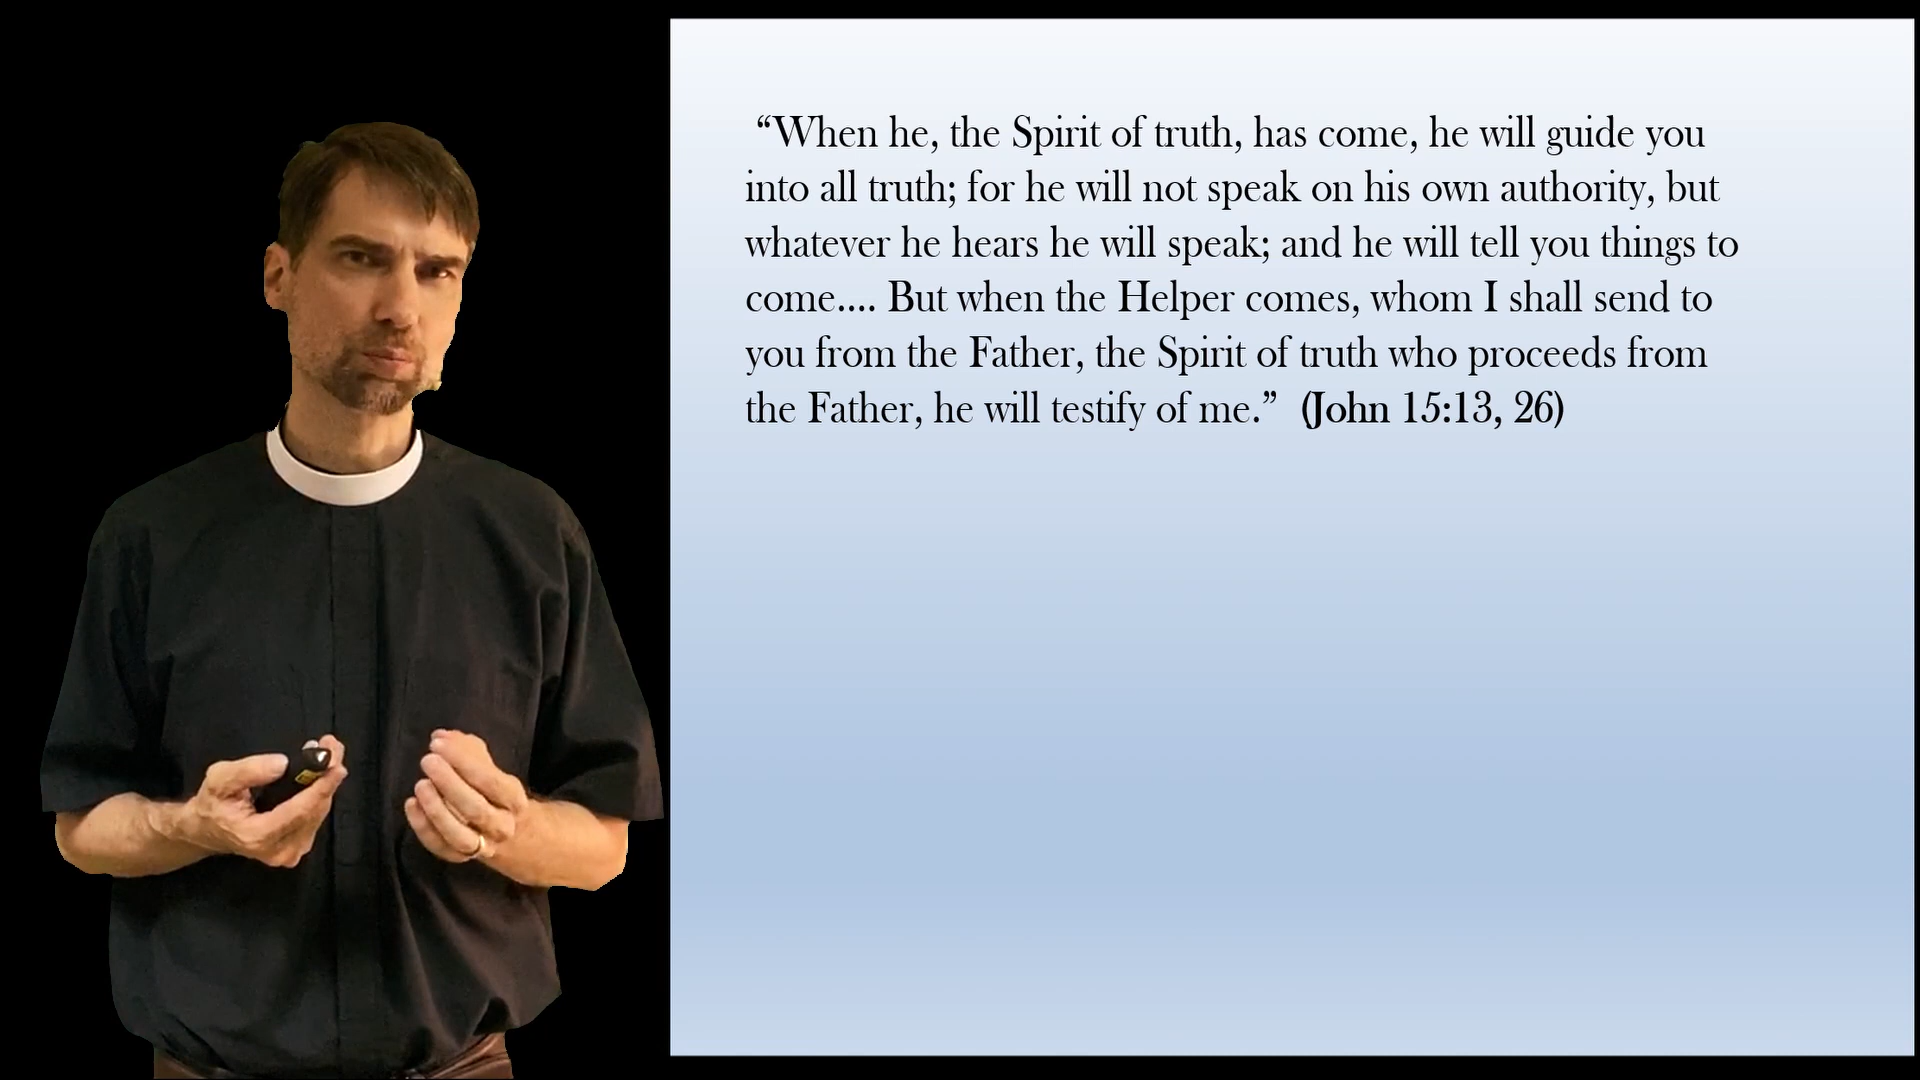 “When he, the Spirit of truth, has come, he will guide you
into all truth; for he will not speak on his own authority, but
whatever he hears he will speak; and he will tell you things to
come.... But when the Helper comes, whom I shall send to
you from the Father, the Spirit of truth who proceeds from
the Father, he will testify of me.” (John 15:13, 26)